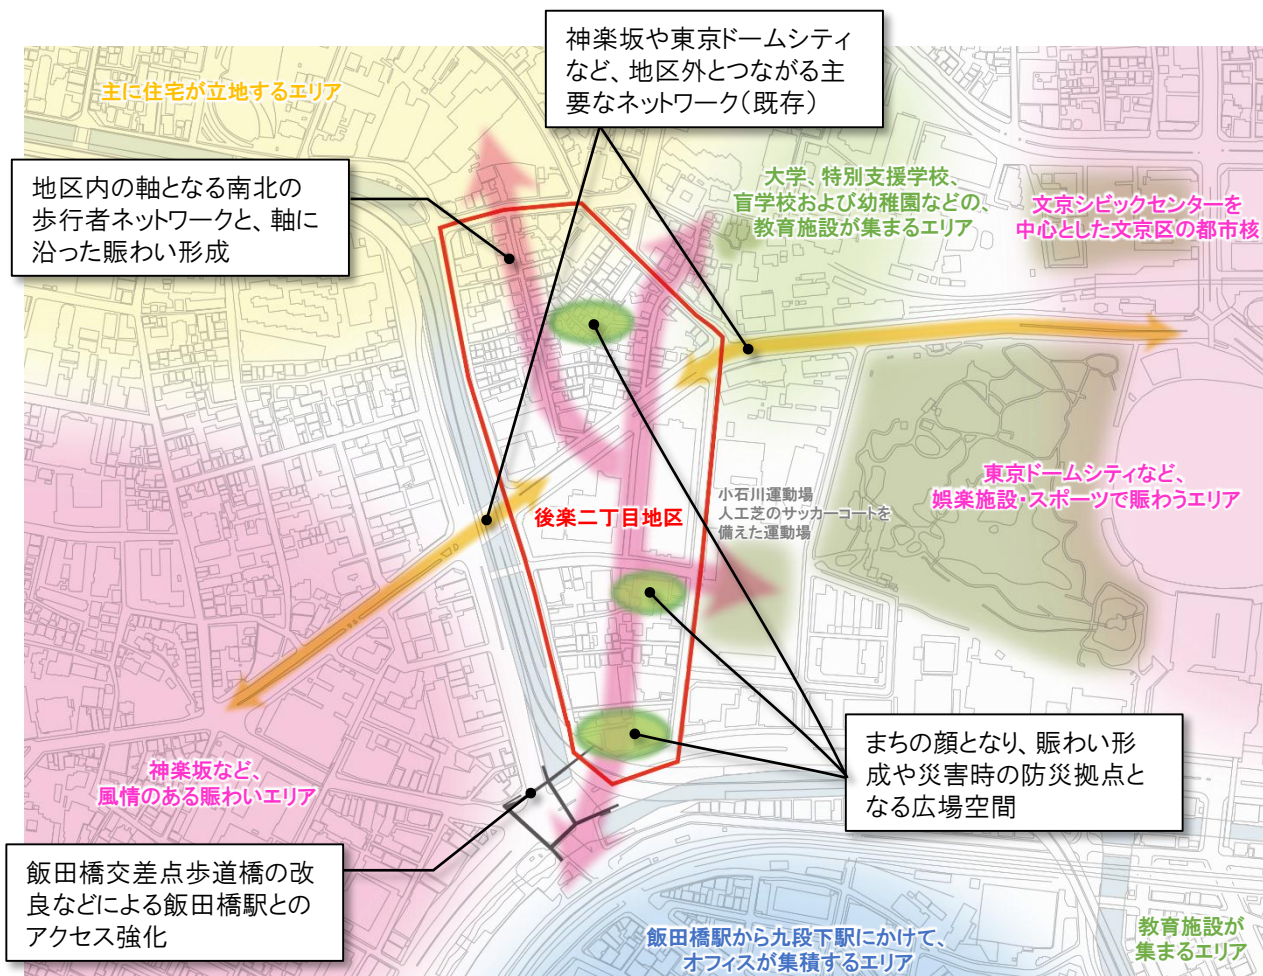 神楽坂や東京ドームシティ
など、地区外とつながる主
要なネットワーク(既存)
主に住宅が立地するエリア
地区内の軸となる南北の
歩行者ネットワークと、軸に
沿った賑わい形成
大学、特別支援学校、
盲学校および幼稚園などの、
教育施設が集まるエリア
文京シビックセンターを
中心とした文京区の都市核
東京ドームシティなど、
娯楽施設・スポーツで賑わうエリア
小石川運動場
人工芝のサッカーコートを
備えた運動場
後楽二丁目地区
神楽坂など、
風情のある賑わいエリア
まちの顔となり、賑わい形
成や災害時の防災拠点と
なる広場空間
飯田橋交差点歩道橋の改
良などによる飯田橋駅との
アクセス強化
飯田橋駅から九段下駅にかけて、
オフィスが集積するエリア
教育施設が
集まるエリア